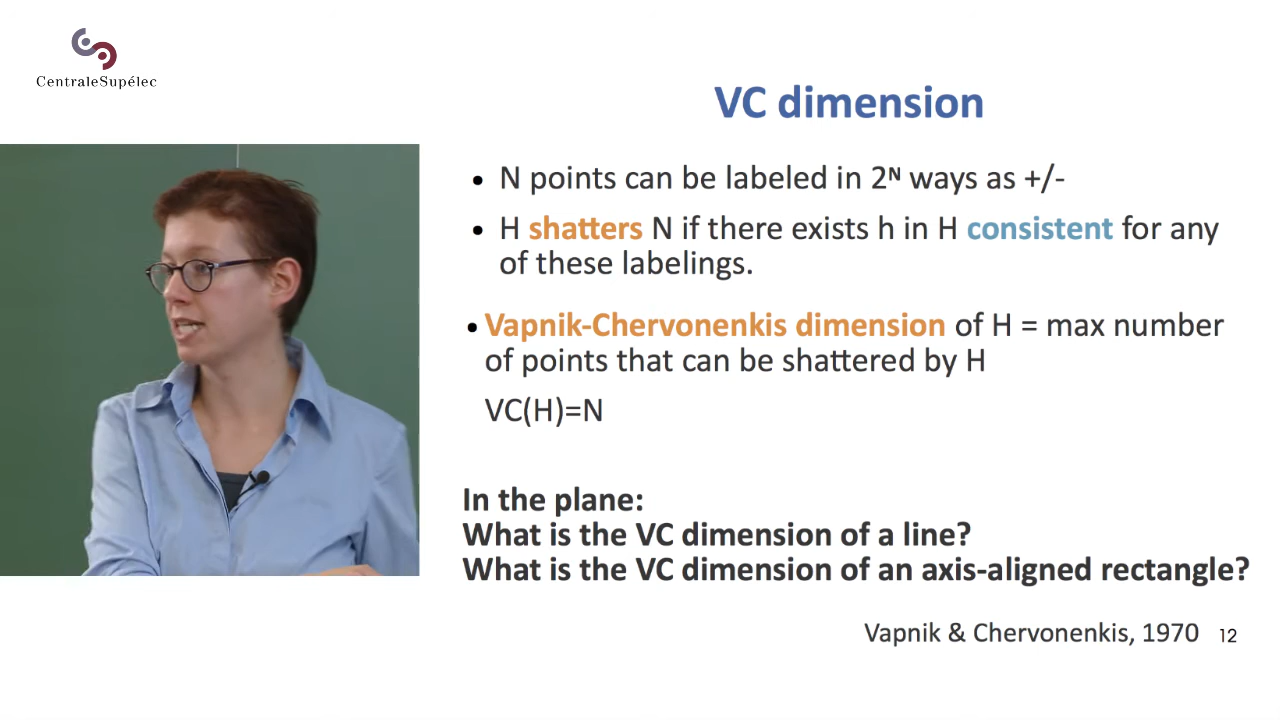 CentraleSupélec
VC dimension
• N points can be labeled in 2ᴺ ways as +/-
• H shatters N if there exists h in H consistent for any
of these labelings.
• Vapnik-Chervonenkis dimension of H = max number
of points that can be shattered by H
VC(H)=N
In the plane:
What is the VC dimension of a line?
What is the VC dimension of an axis-aligned rectangle?
Vapnik & Chervonenkis, 1970 12